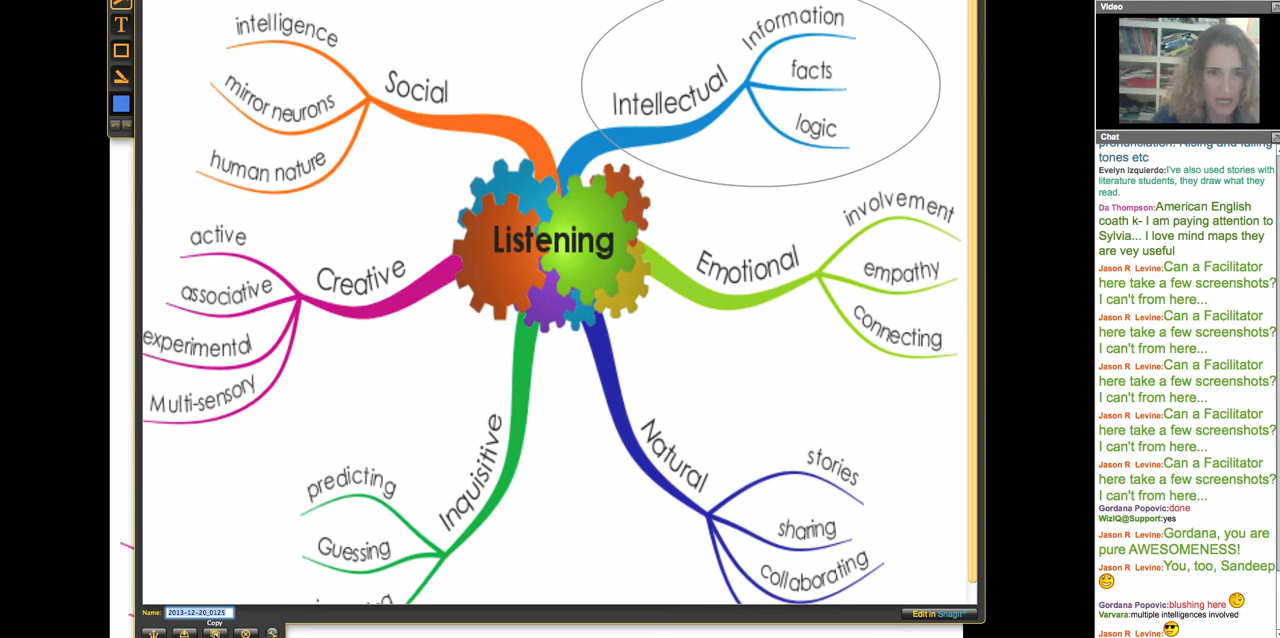 T
intelligence
mirror neurons
human nature
Social
Intellectual
Information
facts
logic
Listening
active
associative
experimental
Multi-sensory
Creative
Emotional
involvement
empathy
connecting
Inquisitive
predicting
Guessing
Natural
stories
sharing
collaborating
Name: 2013-12-20_0125
Copy
Edit in Snagit
Video
Chat
pronunciation. Rising and falling
tones etc
Evelyn Izquierdo:I've also used stories with
literature students, they draw what they
read.
Da Thompson:American English
coath k- I am paying attention to
Sylvia... I love mind maps they
are vey useful
Jason R Levine:Can a Facilitator
here take a few screenshots?
I can't from here...
Jason R Levine:Can a Facilitator
here take a few screenshots?
I can't from here...
Jason R Levine:Can a Facilitator
here take a few screenshots?
I can't from here...
Jason R Levine:Can a Facilitator
here take a few screenshots?
I can't from here...
Jason R Levine:Can a Facilitator
here take a few screenshots?
I can't from here...
Gordana Popovic:done
WizIQ@Support:yes
Jason R Levine:Gordana, you are
pure AWESOMENESS!
Jason R Levine:You, too, Sandeep
Gordana Popovic:blushing here
Varvara:multiple intelligences involved
Jason R Levine: